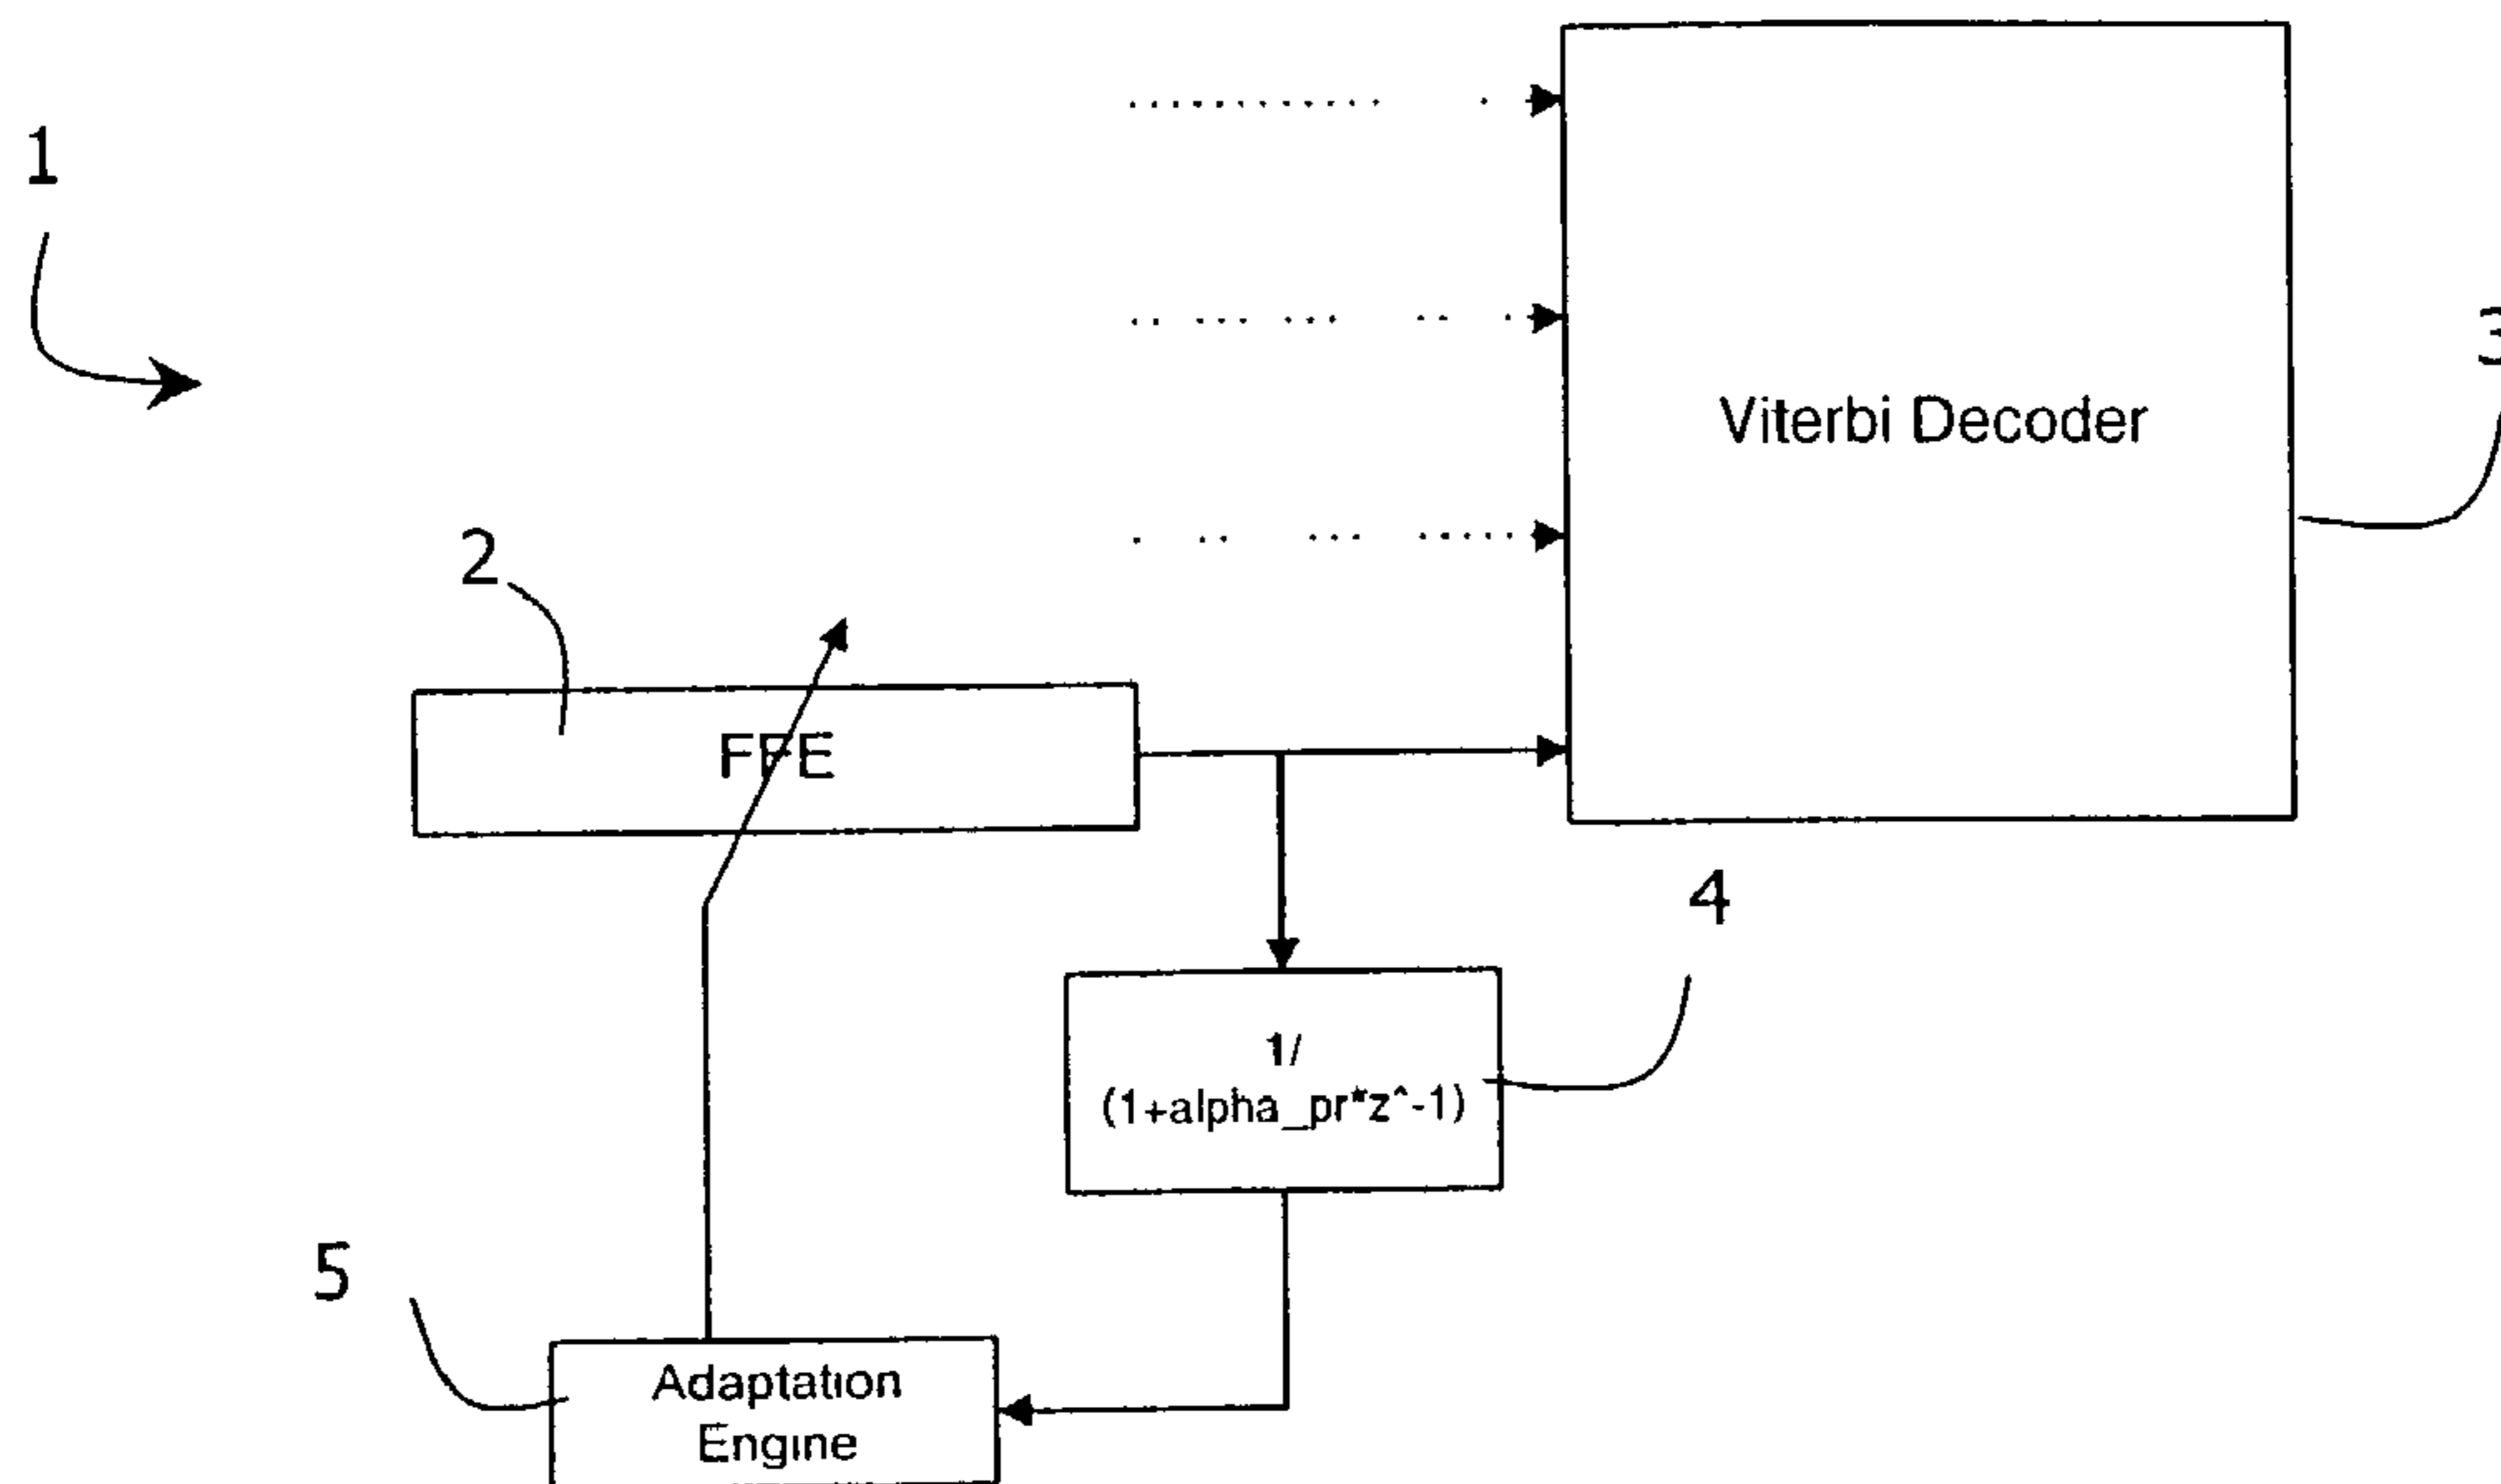 1
3
Viterbi Decoder
2
FFE
4
1/
(1+alpha_pr*z^-1)
5
Adaptation
Engine